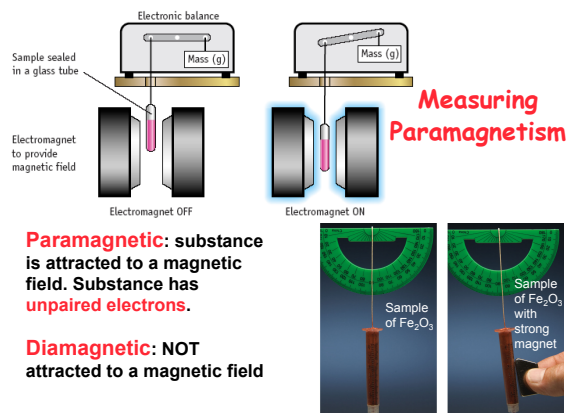 Electronic balance
Sample sealed
in a glass tube
Mass (g)
Mass (g)
Measuring
Paramagnetism
Electromagnet
to provide
magnetic field
Electromagnet OFF
Electromagnet ON
Paramagnetic: substance
is attracted to a magnetic
field. Substance has
unpaired electrons.
Diamagnetic: NOT
attracted to a magnetic field
Sample
of Fe₂O₃
Sample
of Fe₂O₃
with
strong
magnet